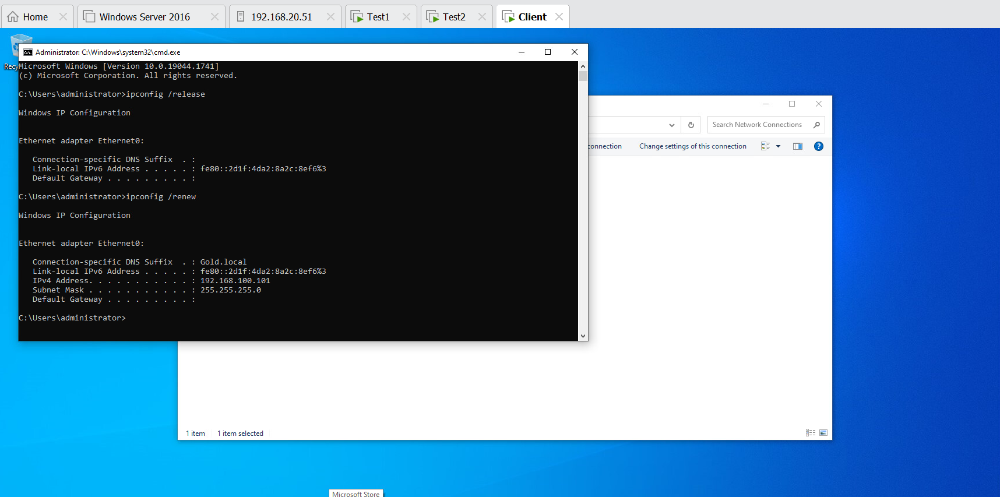 Home
Windows Server 2016
192.168.20.51
Test1
Test2
Client
Recy
Administrator: C:\Windows\system32\cmd.exe
Microsoft Windows [Version 10.0.19044.1741]
(c) Microsoft Corporation. All rights reserved.
C:\Users\administrator>ipconfig /release
Windows IP Configuration
Ethernet adapter Ethernet0:
Connection-specific DNS Suffix  . :
Link-local IPv6 Address . . . . . : fe80::2d1f:4da2:8a2c:8ef6%3
Default Gateway . . . . . . . . . :
C:\Users\administrator>ipconfig /renew
Windows IP Configuration
Ethernet adapter Ethernet0:
Connection-specific DNS Suffix  . : Gold.local
Link-local IPv6 Address . . . . . : fe80::2d1f:4da2:8a2c:8ef6%3
IPv4 Address. . . . . . . . . . . : 192.168.100.101
Subnet Mask . . . . . . . . . . . : 255.255.255.0
Default Gateway . . . . . . . . . :
C:\Users\administrator>
Search Network Connections
connection
Change settings of this connection
1 item
1 item selected
Microsoft Store